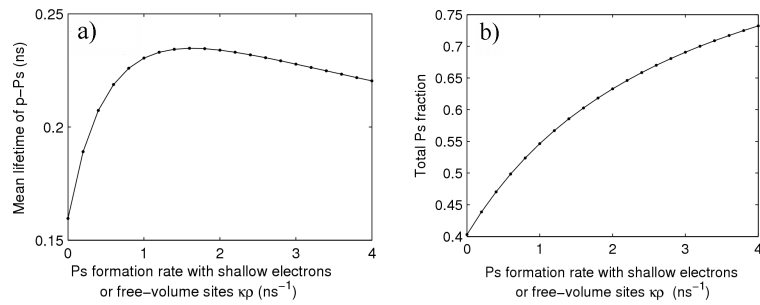 a)
0.25
0.2
0.15
Mean lifetime of p-Ps (ns)
0 1 2 3 4
Ps formation rate with shallow electrons
or free-volume sites κρ (ns⁻¹)
b)
0.75
0.7
0.65
0.6
0.55
0.5
0.45
0.4
Total Ps fraction
0 1 2 3 4
Ps formation rate with shallow electrons
or free-volume sites κρ (ns⁻¹)